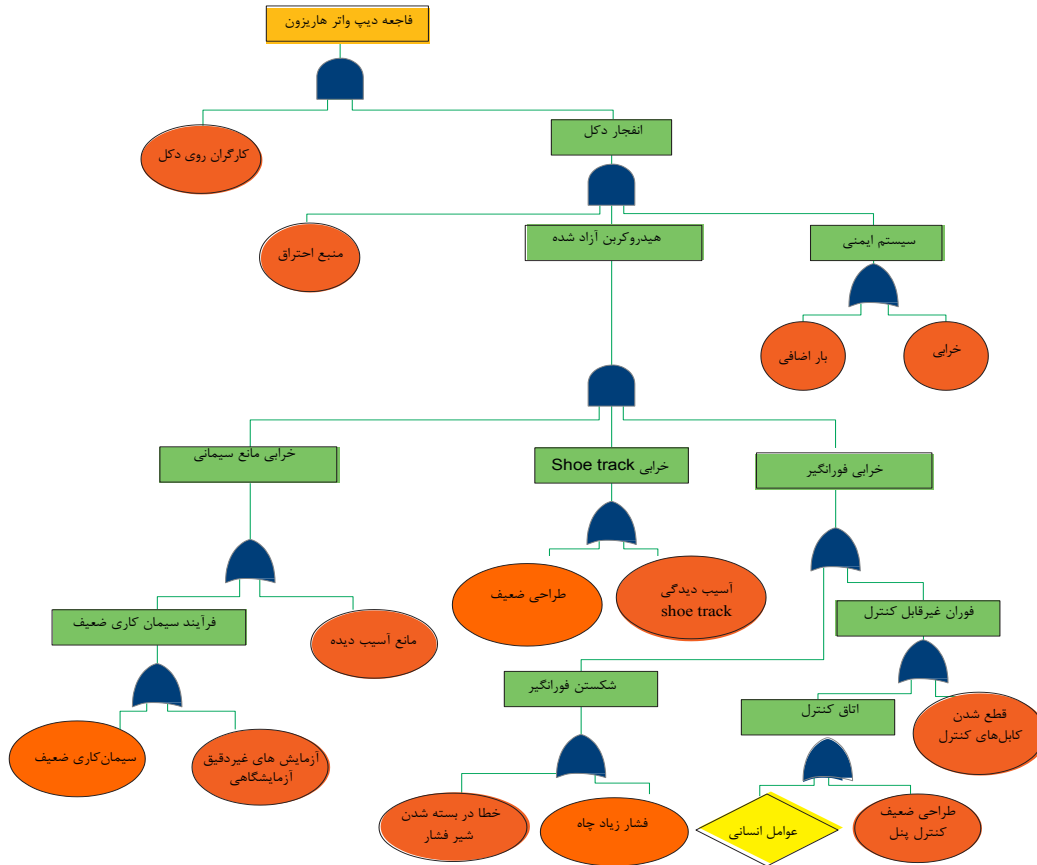 فاجعه دیپ واتر هاریزون
کارگران روی دکل
انفجار دکل
منبع احتراق
هیدروکربن آزاد شده
سیستم ایمنی
بار اضافی
خرابی
خرابی مانع سیمانی
خرابی Shoe track
خرابی فورانگیر
فرآیند سیمان کاری ضعیف
مانع آسیب دیده
طراحی ضعیف
آسیب دیدگی
shoe track
فوران غیرقابل کنترل
شکستن فورانگیر
اتاق کنترل
قطع شدن
کابل‌های کنترل
سیمان‌کاری ضعیف
آزمایش های غیردقیق
آزمایشگاهی
خطا در بسته شدن
شیر فشار
فشار زیاد چاه
عوامل انسانی
طراحی ضعیف
کنترل پنل